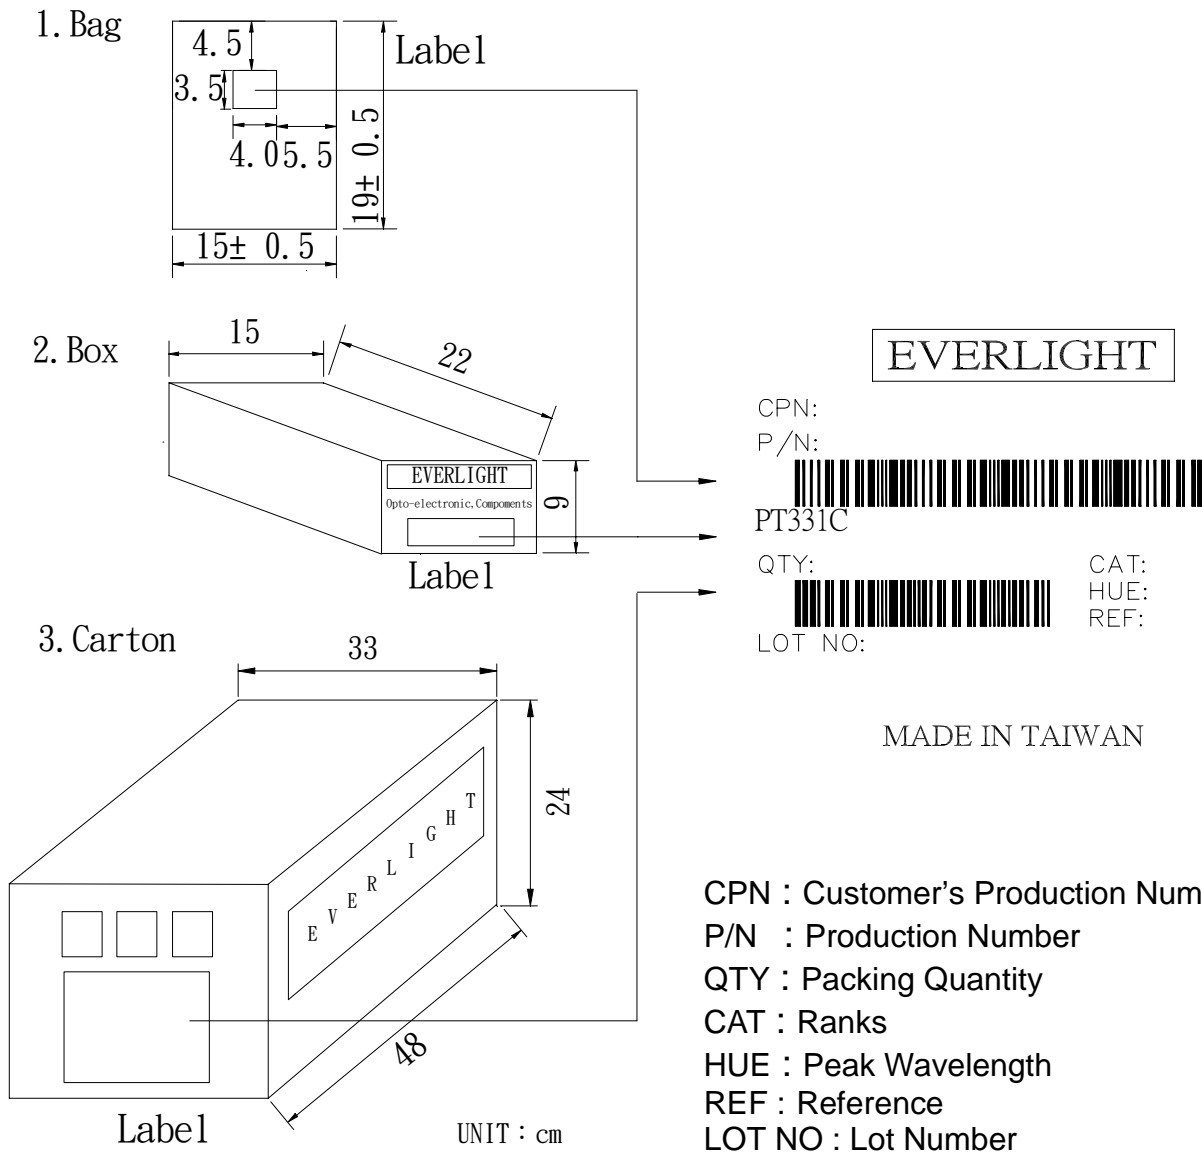 1. Bag
4.5
Label
3.5
4.0 5.5
19± 0.5
15± 0.5
2. Box
15
22
EVERLIGHT
Opto-electronic,Compoments
9
Label
3. Carton
33
24
EVERLIGHT
48
Label
UNIT : cm
EVERLIGHT
CPN:
P/N:
PT331C
QTY:
CAT:
HUE:
REF:
LOT NO:
MADE IN TAIWAN
CPN : Customer's Production Num
P/N : Production Number
QTY : Packing Quantity
CAT : Ranks
HUE : Peak Wavelength
REF : Reference
LOT NO : Lot Number